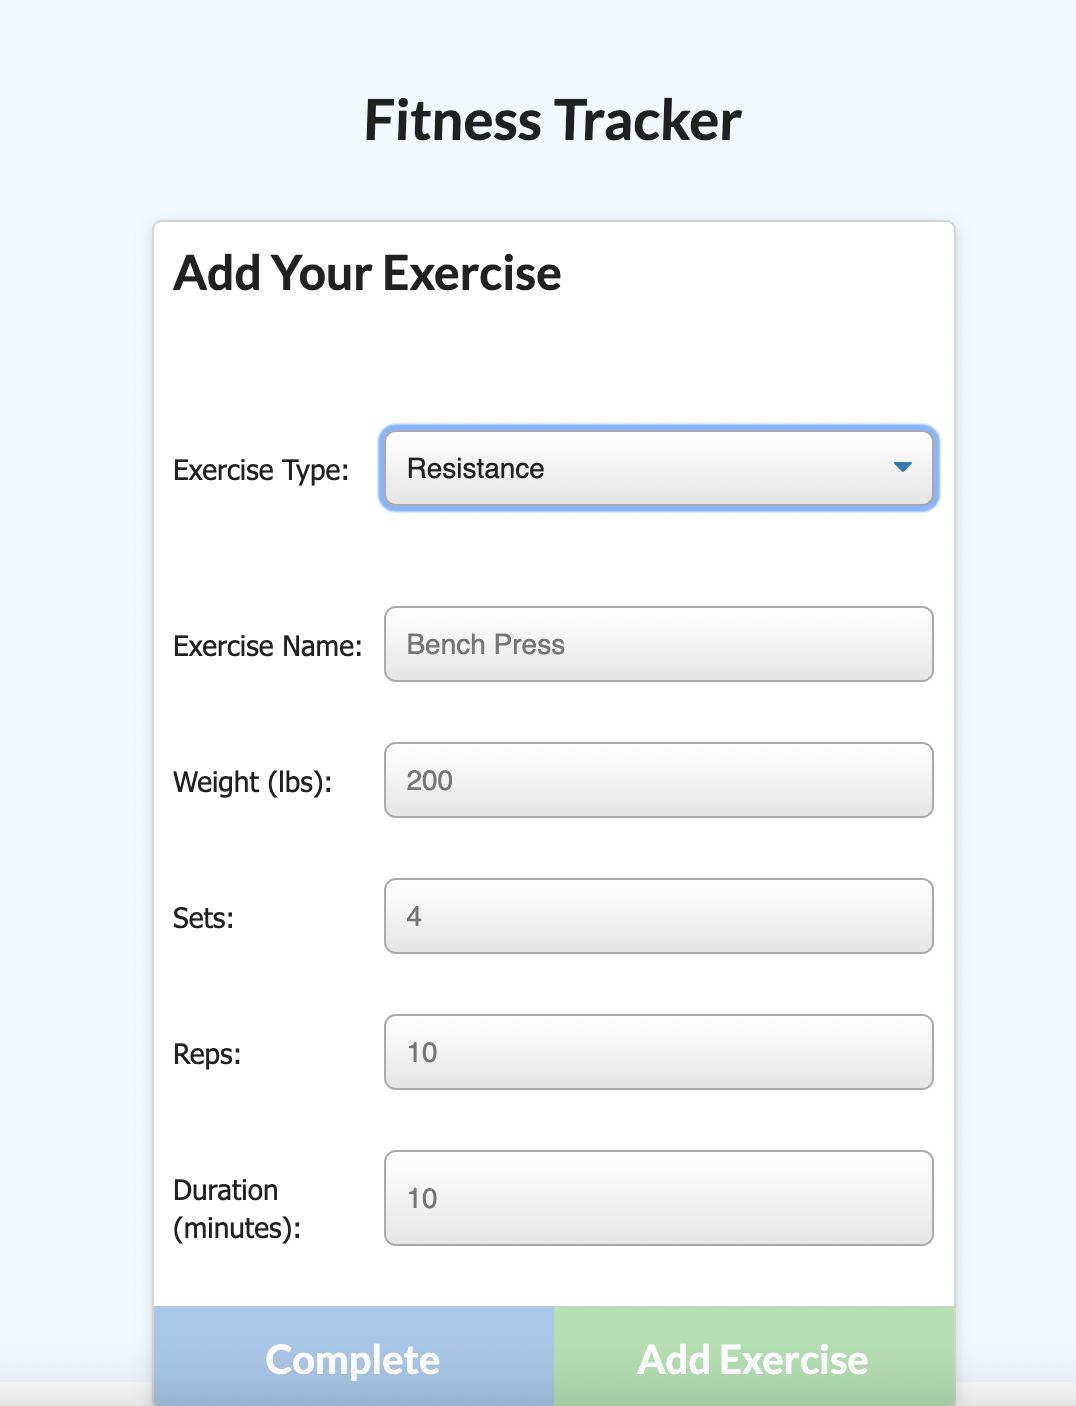 Fitness Tracker
Add Your Exercise
Exercise Type: Resistance
Exercise Name: Bench Press
Weight (lbs): 200
Sets: 4
Reps: 10
Duration
(minutes): 10
Complete Add Exercise